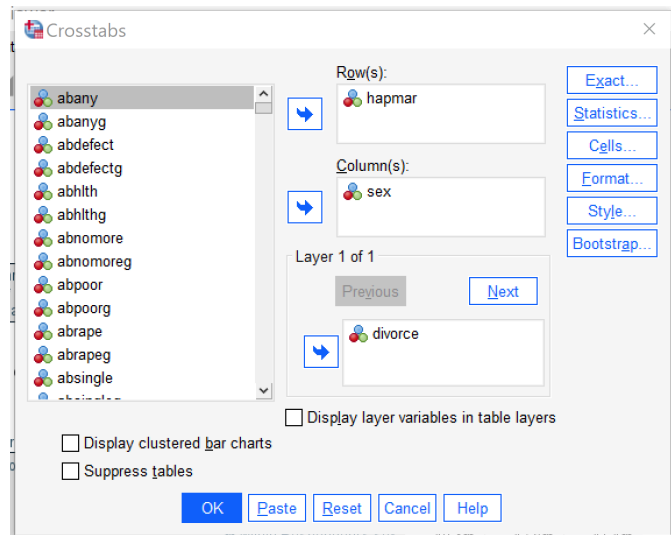 Crosstabs
abany
abanyg
abdefect
abdefectg
abhlth
abhlthg
abnomore
abnomoreg
abpoor
abpoorg
abrape
abrapeg
absingle
Row(s):
hapmar
Column(s):
sex
Layer 1 of 1
Previous
Next
divorce
Display layer variables in table layers
Exact...
Statistics...
Cells...
Format...
Style...
Bootstrap...
Display clustered bar charts
Suppress tables
OK Paste Reset Cancel Help